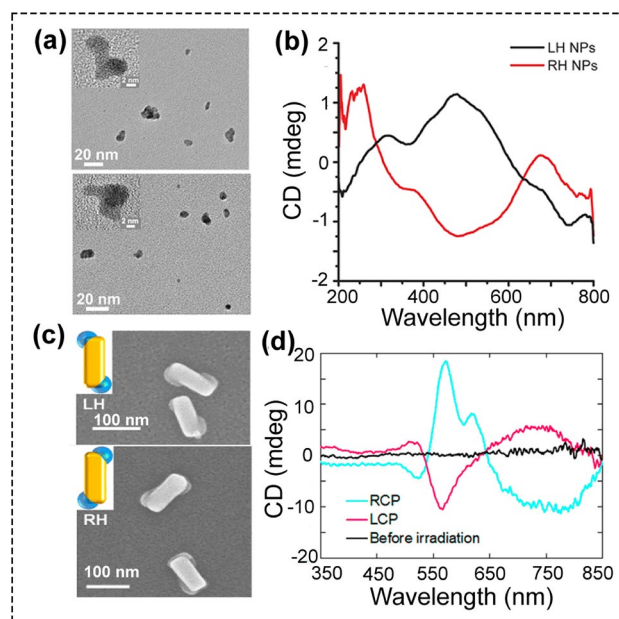 (a)
2 nm
20 nm
2 nm
20 nm
(b)
LH NPs
RH NPs
CD (mdeg)
2
1
0
-1
-2
200 400 600 800
Wavelength (nm)
(c)
LH
100 nm
RH
100 nm
(d)
CD (mdeg)
20
10
0
-10
-20
RCP
LCP
Before irradiation
350 450 550 650 750 850
Wavelength (nm)